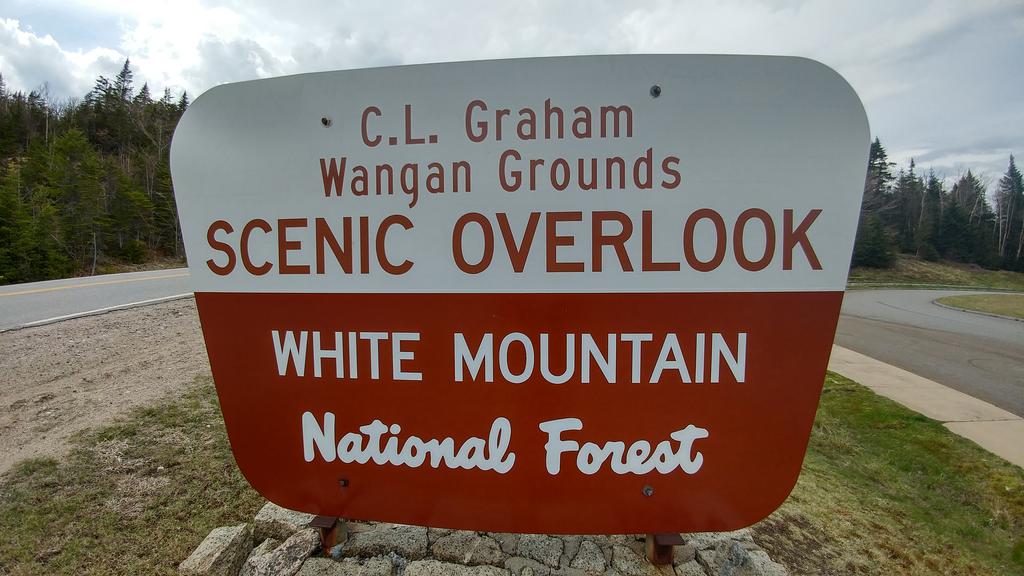 C.L. Graham
Wangan Grounds
SCENIC OVERLOOK
WHITE MOUNTAIN
National Forest